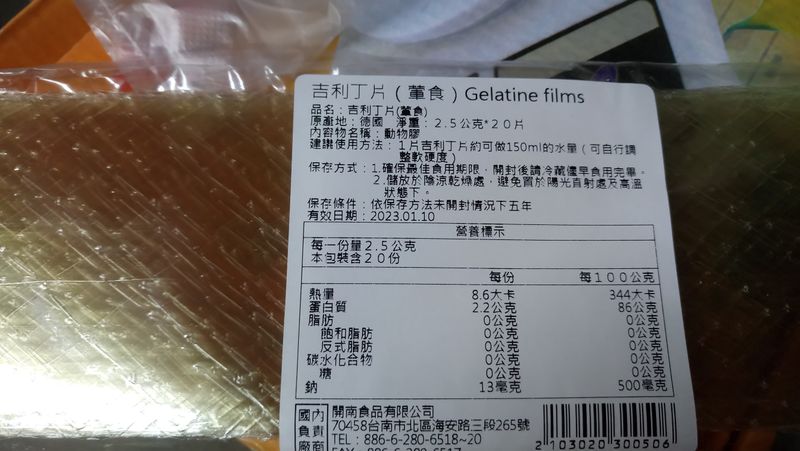 吉利丁片(葷食)Gelatine films
品名:吉利丁片(葷食)
原產地:德國 淨重:2.5公克*20片
內容物名稱:動物膠
建議使用方法:1片吉利丁片約可做150ml的水量(可自行調
整軟硬度)
保存方式:1.確保最佳食用期限,開封後請冷藏儘早食用完畢。
2.儲放於陰涼乾燥處,避免置於陽光直射處及高溫
狀態下。
保存條件:依保存方法未開封情況下五年
有效日期:2023.01.10
營養標示
每一份量2.5公克
本包裝含20份
每份 每100公克
熱量 8.6大卡 344大卡
蛋白質 2.2公克 86公克
脂肪 0公克 0公克
飽和脂肪 0公克 0公克
反式脂肪 0公克 0公克
碳水化合物 0公克 0公克
糖 0公克 0公克
鈉 13毫克 500毫克
國內負責廠商
開南食品有限公司
70458台南市北區海安路三段265號
TEL:886-6-280-6518~20
FAX:886-6-280-6517
2103020300506